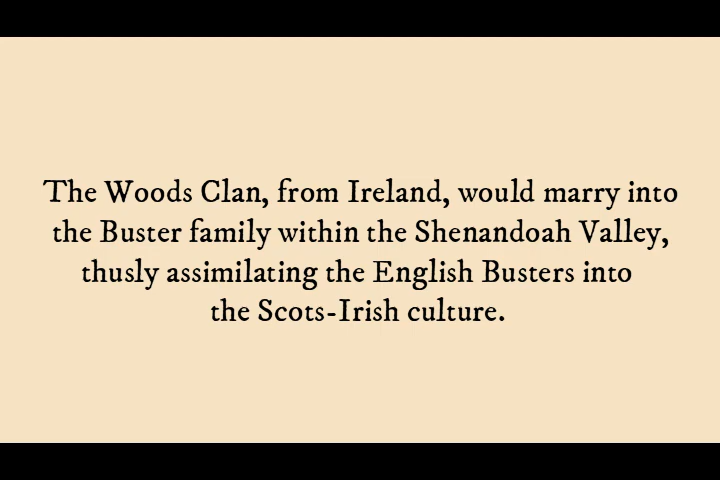 The Woods Clan, from Ireland, would marry into
the Buster family within the Shenandoah Valley,
thusly assimilating the English Busters into
the Scots-Irish culture.